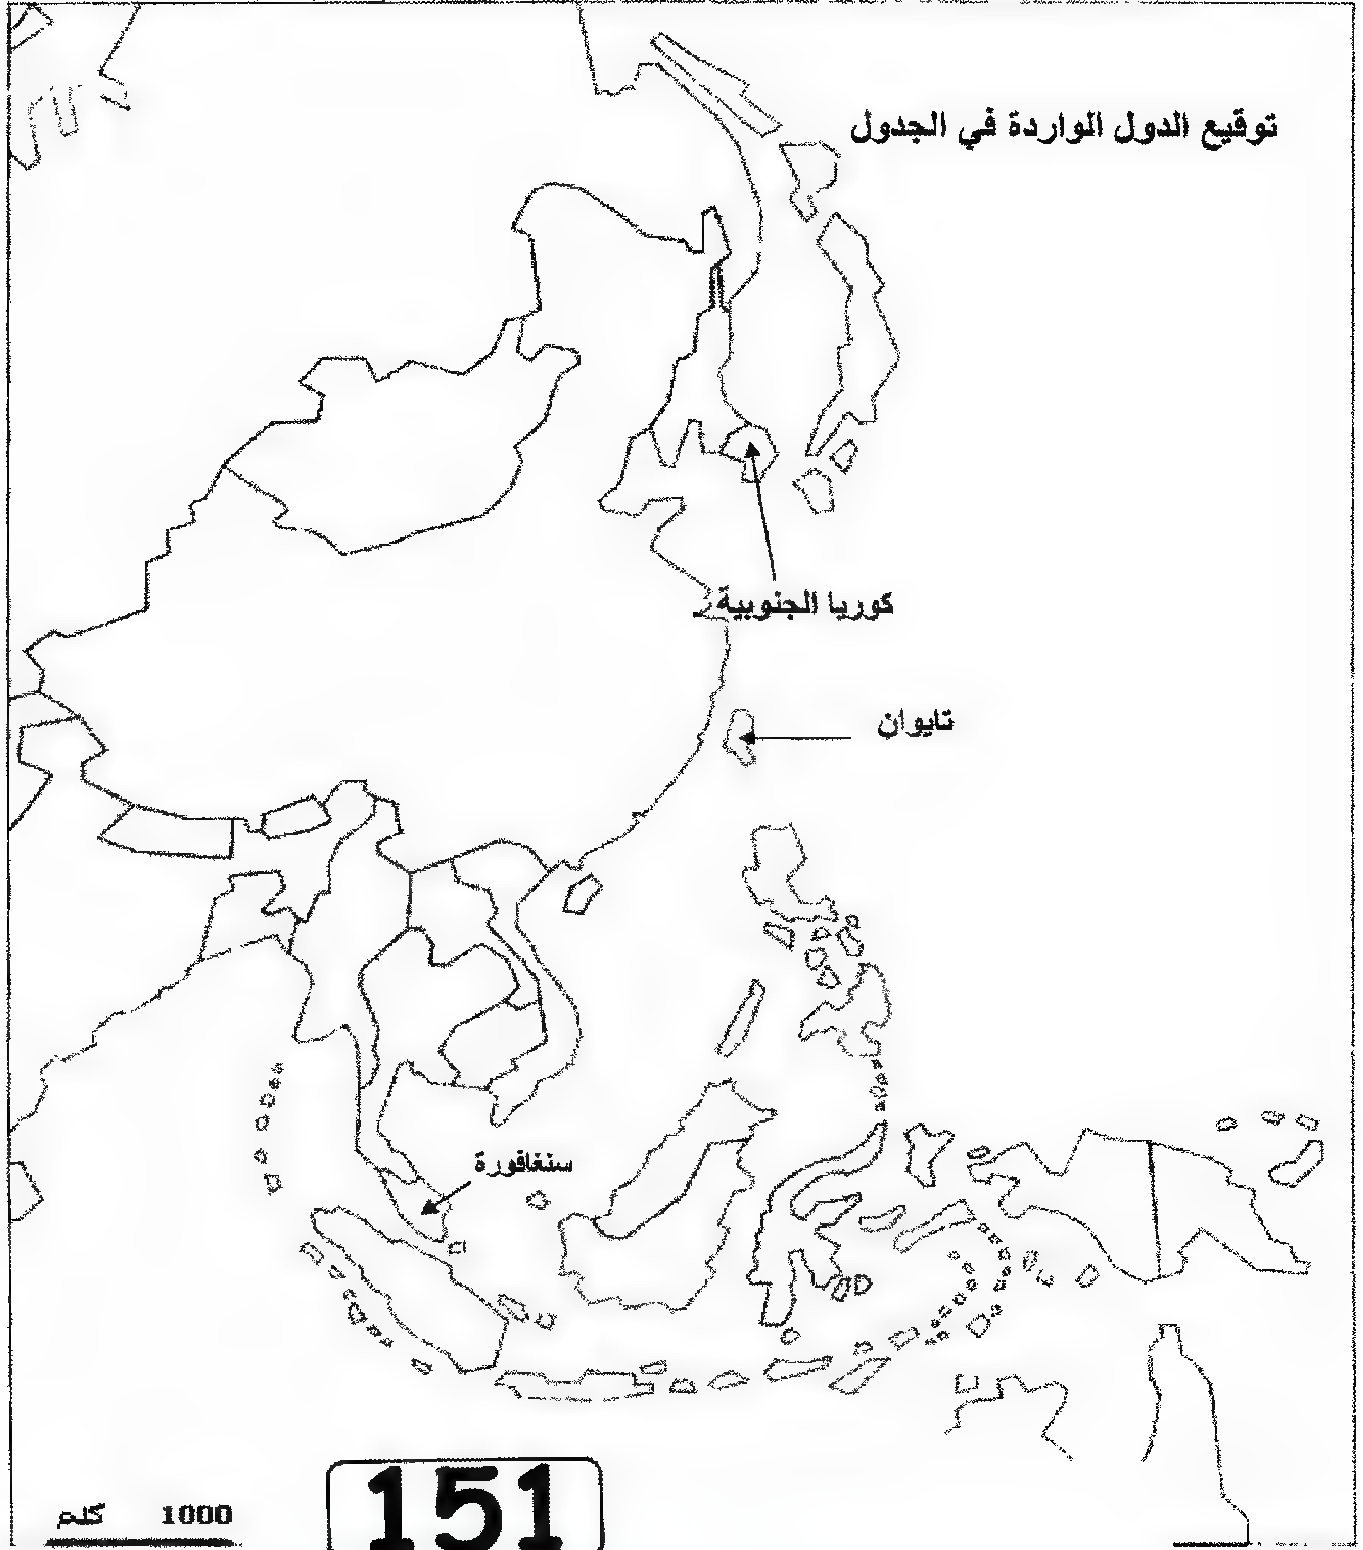 توقيع الدول الواردة في الجدول
كوريا الجنوبية
تايوان
سنغافورة
1000 كلم
151